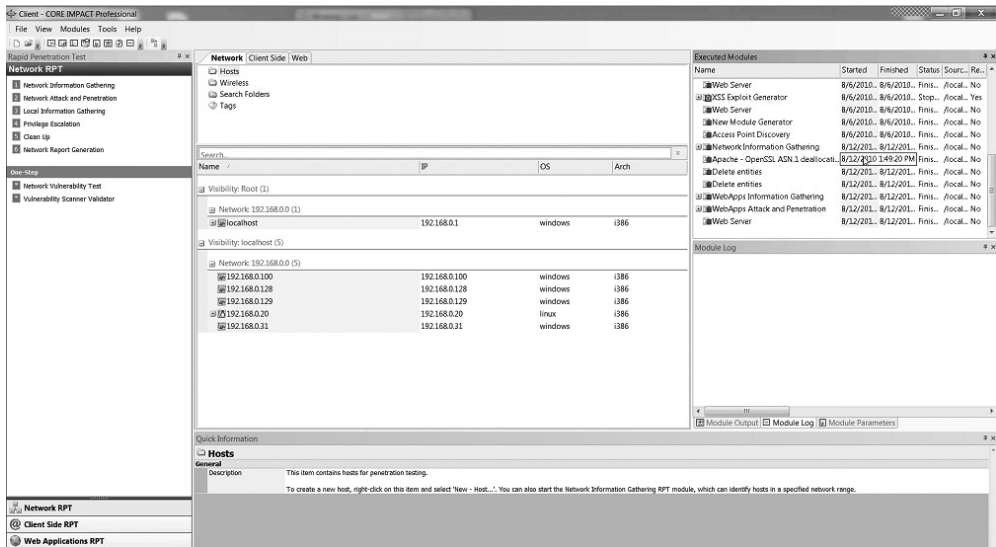 Client - CORE IMPACT Professional
File View Modules Tools Help
Rapid Penetration Test
Network RPT
1 Network Information Gathering
2 Network Attack and Penetration
3 Local Information Gathering
4 Privilege Escalation
5 Clean Up
6 Network Report Generation
One-Step
Network Vulnerability Test
Vulnerability Scanner Validator
Network RPT
@ Client Side RPT
Web Applications RPT
Network Client Side Web
Hosts
Wireless
Search Folders
Tags
Search...
Name / IP OS Arch
Visibility: Root (1)
Network: 192.168.0.0 (1)
localhost 192.168.0.1 windows i386
Visibility: localhost (5)
Network: 192.168.0.0 (5)
192.168.0.100 192.168.0.100 windows i386
192.168.0.128 192.168.0.128 windows i386
192.168.0.129 192.168.0.129 windows i386
192.168.0.20 192.168.0.20 linux i386
192.168.0.31 192.168.0.31 windows i386
Executed Modules
Name Started Finished Status Sourc... Re...
Web Server 8/6/2010... 8/6/2010... Finis... /local... No
XSS Exploit Generator 8/6/2010... 8/6/2010... Stop... /local... Yes
Web Server 8/6/2010... 8/6/2010... Finis... /local... No
New Module Generator 8/6/2010... 8/6/2010... Finis... /local... No
Access Point Discovery 8/6/2010... 8/6/2010... Finis... /local... No
Network Information Gathering 8/12/201... 8/12/201... Finis... /local... No
Apache - OpenSSL ASN.1 deallocati... 8/12/2010 1:49:20 PM Finis... /local... No
Delete entities 8/12/201... 8/12/201... Finis... /local... No
Delete entities 8/12/201... 8/12/201... Finis... /local... No
WebApps Information Gathering 8/12/201... 8/12/201... Finis... /local... No
WebApps Attack and Penetration 8/12/201... 8/12/201... Finis... /local... No
Web Server 8/12/201... 8/12/201... Finis... /local... No
Module Log
Module Output Module Log Module Parameters
Quick Information
Hosts
General
Description This item contains hosts for penetration testing.
To create a new host, right-click on this item and select 'New - Host...'. You can also start the Network Information Gathering RPT module, which can identify hosts in a specified network range.